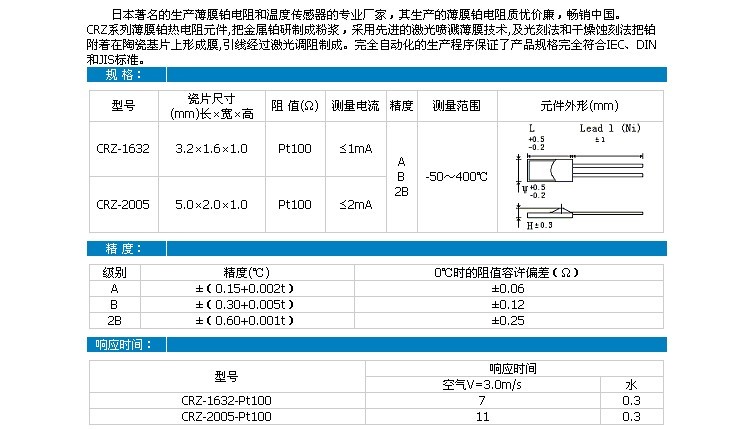 日本著名的生产薄膜铂电阻和温度传感器的专业厂家，其生产的薄膜铂电阻质优价廉，畅销中国。
CRZ系列薄膜铂热电阻元件,把金属铂研制成粉浆，采用先进的激光喷溅薄膜技术,及光刻法和干燥蚀刻法把铂
附着在陶瓷基片上形成膜,引线经过激光调阻制成。完全自动化的生产程序保证了产品规格完全符合IEC、DIN
和JIS标准。
规 格：
型号 瓷片尺寸(mm)长×宽×高 阻 值(Ω) 测量电流 精度 测量范围 元件外形(mm)
CRZ-1632 3.2×1.6×1.0 Pt100 ≤1mA A B 2B -50～400℃
CRZ-2005 5.0×2.0×1.0 Pt100 ≤2mA
L Lead l (Ni)
+0.5 ±1
-0.2
W +0.5
-0.2
H±0.3
精 度：
级别 精度(℃) 0℃时的阻值容许偏差（Ω）
A ±（0.15+0.002t） ±0.06
B ±（0.30+0.005t） ±0.12
2B ±（0.60+0.001t） ±0.25
响应时间：
型号 响应时间
空气V=3.0m/s 水
CRZ-1632-Pt100 7 0.3
CRZ-2005-Pt100 11 0.3